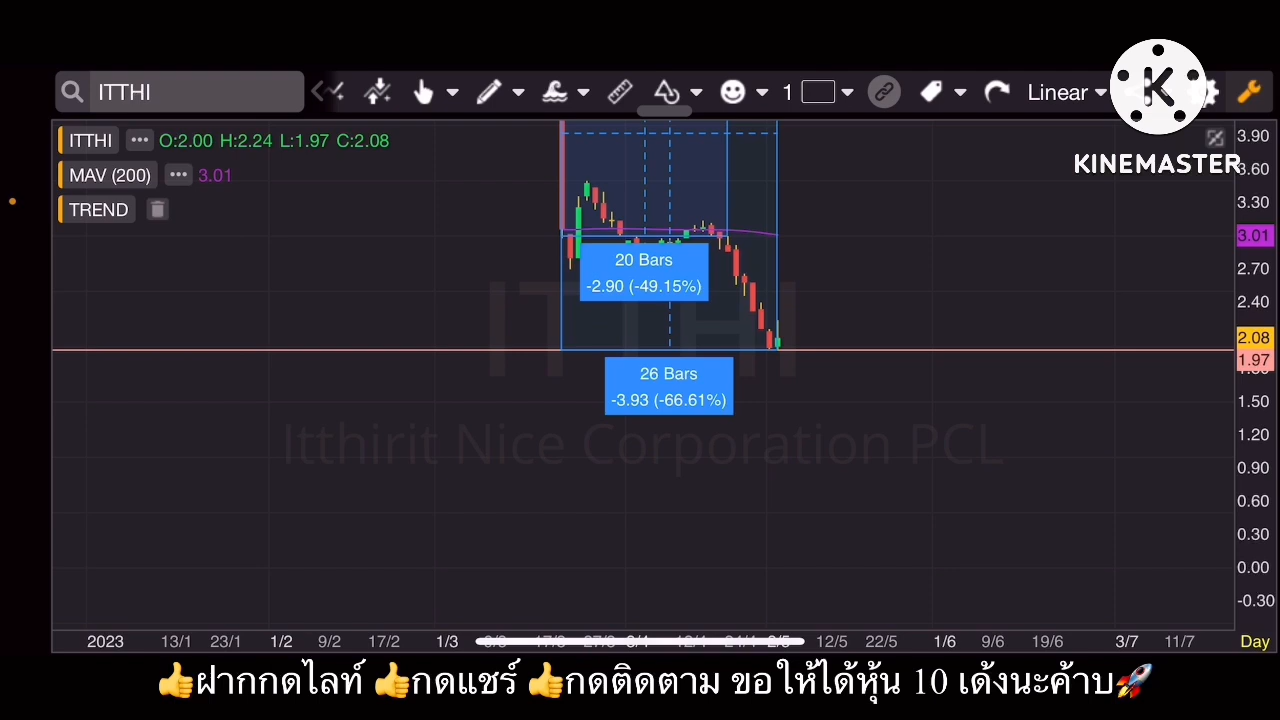 ITTHI
1
Linear
KINEMASTER
ITTHI ••• O:2.00 H:2.24 L:1.97 C:2.08
MAV (200) ••• 3.01
TREND
3.90
3.60
3.30
3.01
2.70
2.40
2.08
1.97
1.50
1.20
0.90
0.60
0.30
0.00
-0.30
20 Bars
-2.90 (-49.15%)
26 Bars
-3.93 (-66.61%)
ITTHI
Itthirit Nice Corporation PCL
2023 13/1 23/1 1/2 9/2 17/2 1/3 12/5 22/5 1/6 9/6 19/6 3/7 11/7 Day
👍ฝากกดไลท์ 👍กดแชร์ 👍กดติดตาม ขอให้ได้หุ้น 10 เด้งนะค้าบ🚀